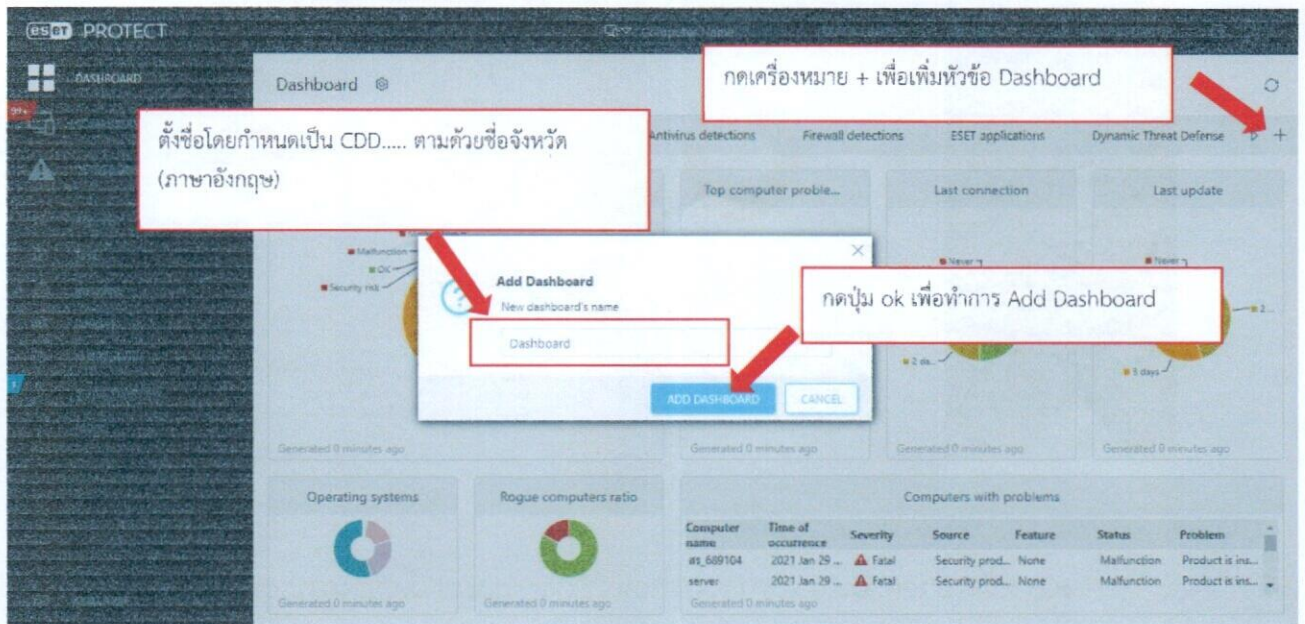 eset PROTECT
DASHBOARD
Dashboard
กดเครื่องหมาย + เพื่อเพิ่มหัวข้อ Dashboard
99+
ตั้งชื่อโดยกำหนดเป็น CDD..... ตามด้วยชื่อจังหวัด
(ภาษาอังกฤษ)
Antivirus detections
Firewall detections
ESET applications
Dynamic Threat Defense
+
Top computer proble...
Last connection
Last update
Malfunction
OK
Security risk
Never
Never
Add Dashboard
New dashboard's name
Dashboard
กดปุ่ม ok เพื่อทำการ Add Dashboard
2...
2 da...
5 days
ADD DASHBOARD
CANCEL
Generated 0 minutes ago
Generated 0 minutes ago
Generated 0 minutes ago
Generated 0 minutes ago
Operating systems
Rogue computers ratio
Computers with problems
Computer name
Time of occurrence
Severity
Source
Feature
Status
Problem
2021 Jan 29 ... Fatal Security prod... None Malfunction Product is ins...
server 2021 Jan 29 ... Fatal Security prod... None Malfunction Product is ins...
Generated 0 minutes ago
Generated 0 minutes ago
Generated 0 minutes ago